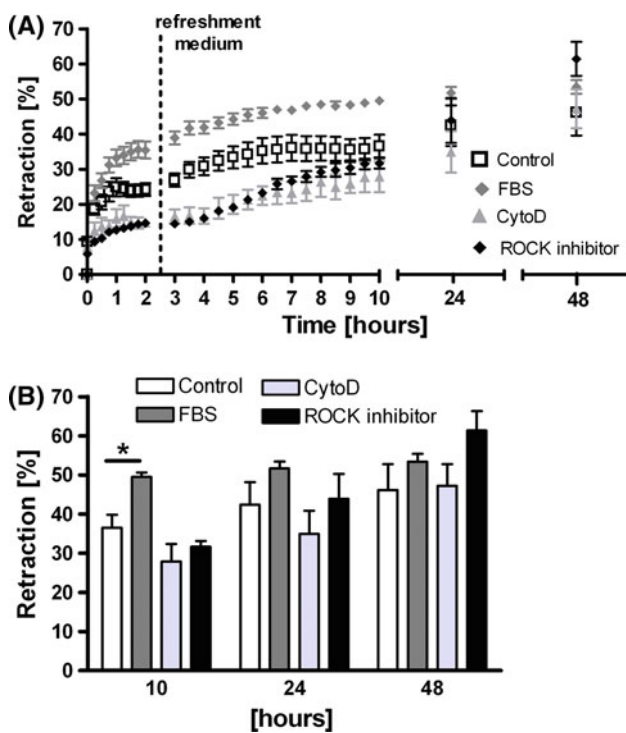 (A)
refreshment
medium
Retraction [%]
70
60
50
40
30
20
10
0
0 1 2 3 4 5 6 7 8 9 10 24 48
Time [hours]
Control
FBS
CytoD
ROCK inhibitor
(B)
Control CytoD
FBS ROCK inhibitor
Retraction [%]
70
60
50
40
30
20
10
0
*
10 24 48
[hours]